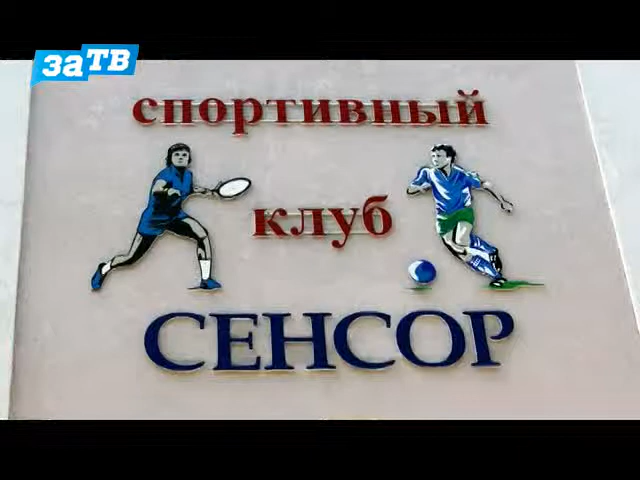 заТВ
спортивный
клуб
СЕНСОР